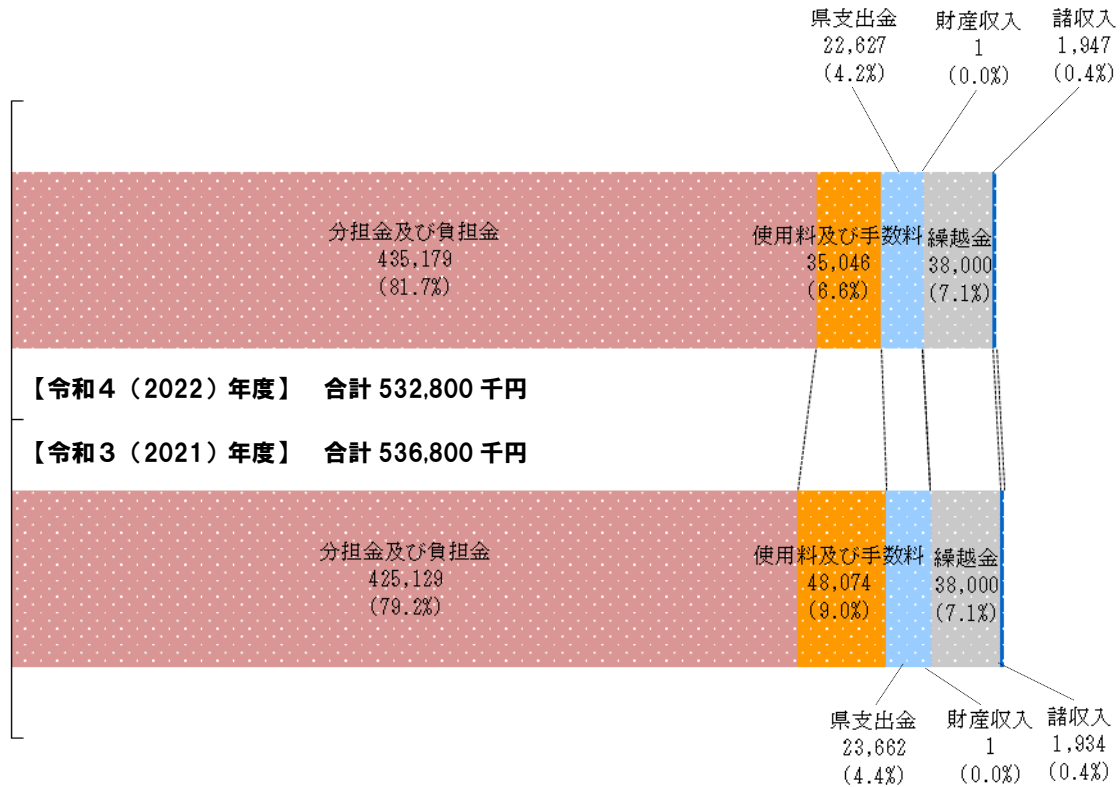 県支出金
22,627
(4.2%)
財産収入
1
(0.0%)
諸収入
1,947
(0.4%)
分担金及び負担金
435,179
(81.7%)
使用料及び手数料
35,046
(6.6%)
繰越金
38,000
(7.1%)
【令和4（2022）年度】　合計 532,800 千円
【令和3（2021）年度】　合計 536,800 千円
分担金及び負担金
425,129
(79.2%)
使用料及び手数料
48,074
(9.0%)
繰越金
38,000
(7.1%)
県支出金
23,662
(4.4%)
財産収入
1
(0.0%)
諸収入
1,934
(0.4%)